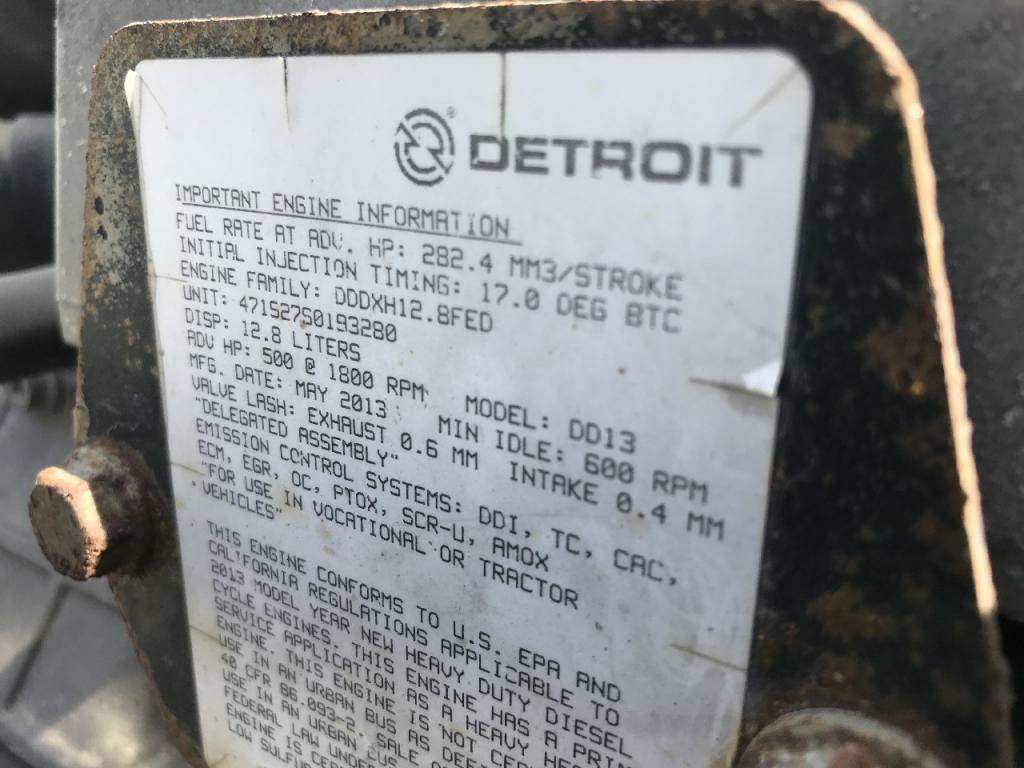 DETROIT
IMPORTANT ENGINE INFORMATION
FUEL RATE AT ADV. HP: 282.4 MM3/STROKE
INITIAL INJECTION TIMING: 17.0 DEG BTC
ENGINE FAMILY: DDDXH12.8FED
UNIT: 471527S0193280
DISP: 12.8 LITERS MODEL: DD13
ADV HP: 500 @ 1800 RPM MIN IDLE: 600 RPM
MFG. DATE: MAY 2013
VALVE LASH: EXHAUST 0.6 MM INTAKE 0.4 MM
"DELEGATED ASSEMBLY"
EMISSION CONTROL SYSTEMS: DDI, TC, CAC,
ECM, EGR, OC, PTOX, SCR-U, AMOX
"FOR USE IN VOCATIONAL OR TRACTOR
VEHICLES"
THIS ENGINE CONFORMS TO U.S. EPA AND
CALIFORNIA REGULATIONS APPLICABLE TO
2013 MODEL YEAR NEW HEAVY DUTY DIESEL
CYCLE ENGINES. THIS ENGINE HAS A PRIM
SERVICE APPLICATION AS A HEAVY
ENGINE. THIS ENGINE IS NOT CER
USE IN AN URBAN BUS AS DEF
40 CFR 86.093-2. SALE
USE IN AN URBAN
FEDERAL LAW UNDER
ENGINE IS CER
LOW SULFUR